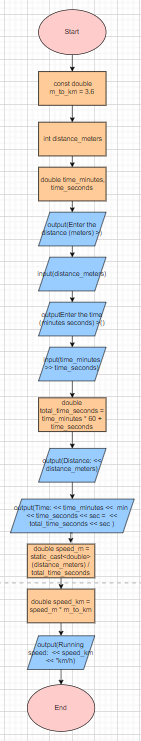 Start
const double
m_to_km = 3.6
int distance_meters
double time_minutes,
time_seconds
output(Enter the
distance (meters) =)
input(distance_meters)
outputEnter the time
(minutes seconds) =()
input(time_minutes
>> time_seconds)
double
total_time_seconds =
time_minutes * 60 +
time_seconds
output(Distance: <<
distance_meters)
output(Time: << time_minutes << min
<< time_seconds << sec = <<
total_time_seconds << sec )
double speed_m =
static_cast<double>
(distance_meters) /
total_time_seconds
double speed_km =
speed_m * m_to_km
output(Running
speed: << speed_km
<< "km/h)
End